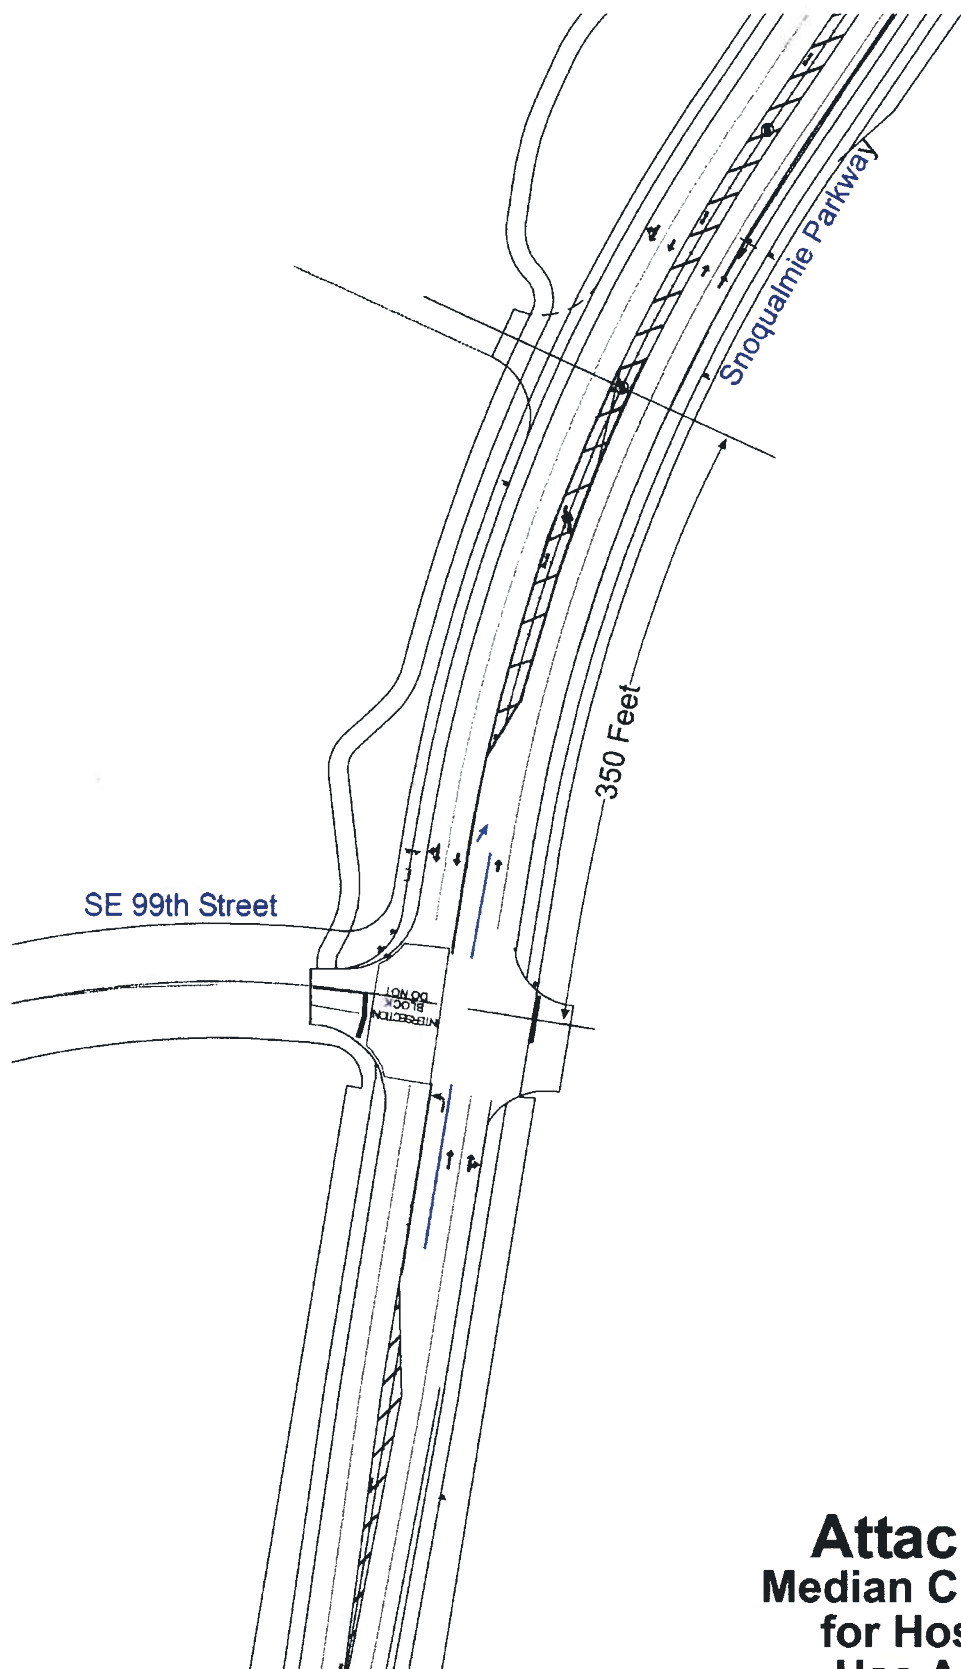 Snoqualmie Parkway
350 Feet
SE 99th Street
INTERSECTION
BLOCK
DO NOT
Attac
Median C
for Hos